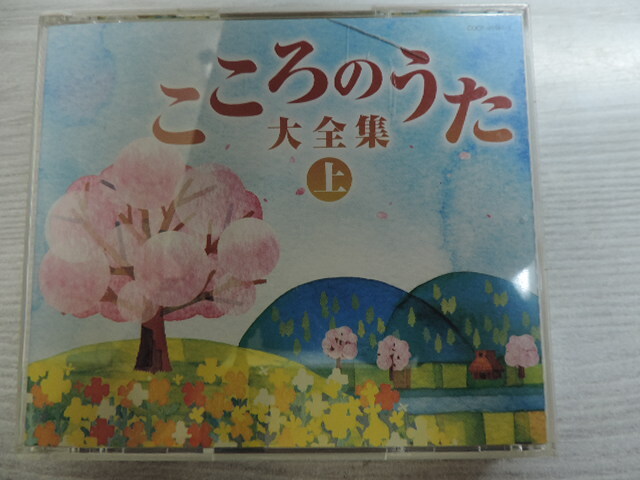 こころのうた
大全集
上